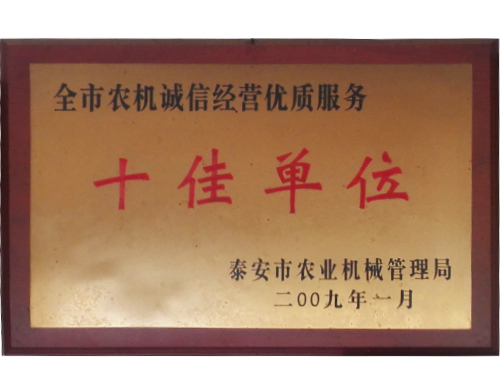 全市农机诚信经营优质服务
十佳单位
泰安市农业机械管理局
二00九年一月